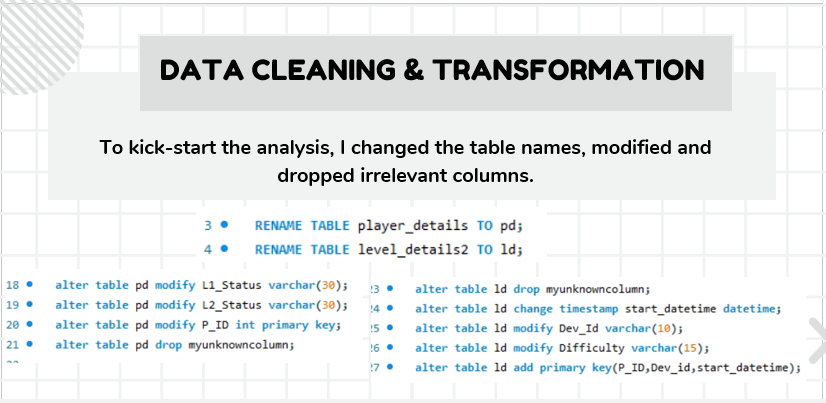 DATA CLEANING & TRANSFORMATION
To kick-start the analysis, I changed the table names, modified and
dropped irrelevant columns.
3 RENAME TABLE player_details TO pd;
4 RENAME TABLE level_details2 TO ld;
18 alter table pd modify L1_Status varchar(30);
19 alter table pd modify L2_Status varchar(30);
20 alter table pd modify P_ID int primary key;
21 alter table pd drop myunknowncolumn;
23 alter table ld drop myunknowncolumn;
24 alter table ld change timestamp start_datetime datetime;
25 alter table ld modify Dev_Id varchar(10);
26 alter table ld modify Difficulty varchar(15);
27 alter table ld add primary key(P_ID,Dev_id,start_datetime);